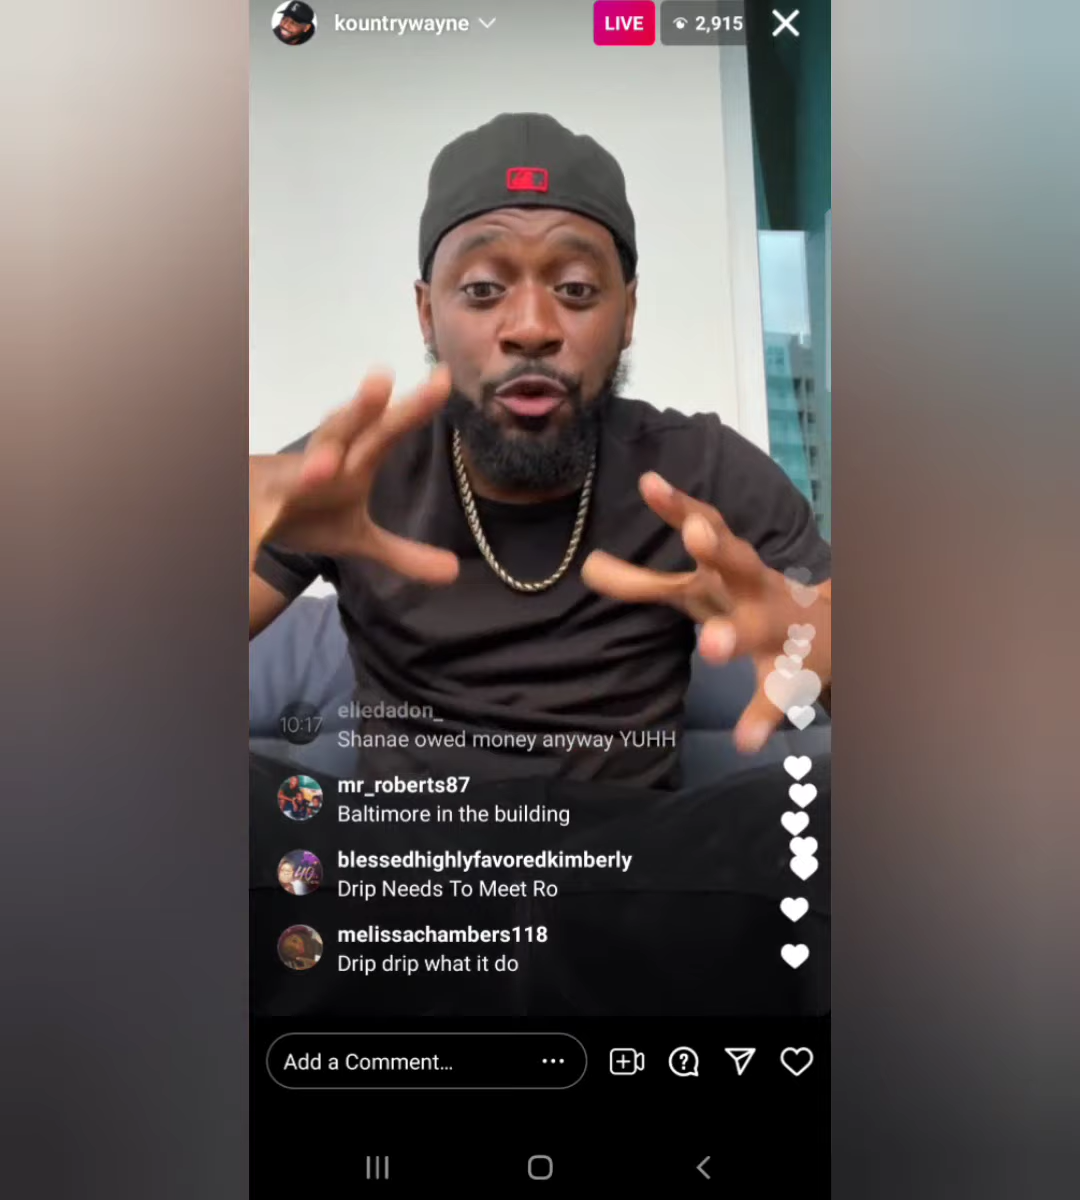 kountrywayne
LIVE
2,915
10:17
elledadon_
Shanae owed money anyway YUHH
mr_roberts87
Baltimore in the building
blessedhighlyfavoredkimberly
Drip Needs To Meet Ro
melissachambers118
Drip drip what it do
Add a Comment...